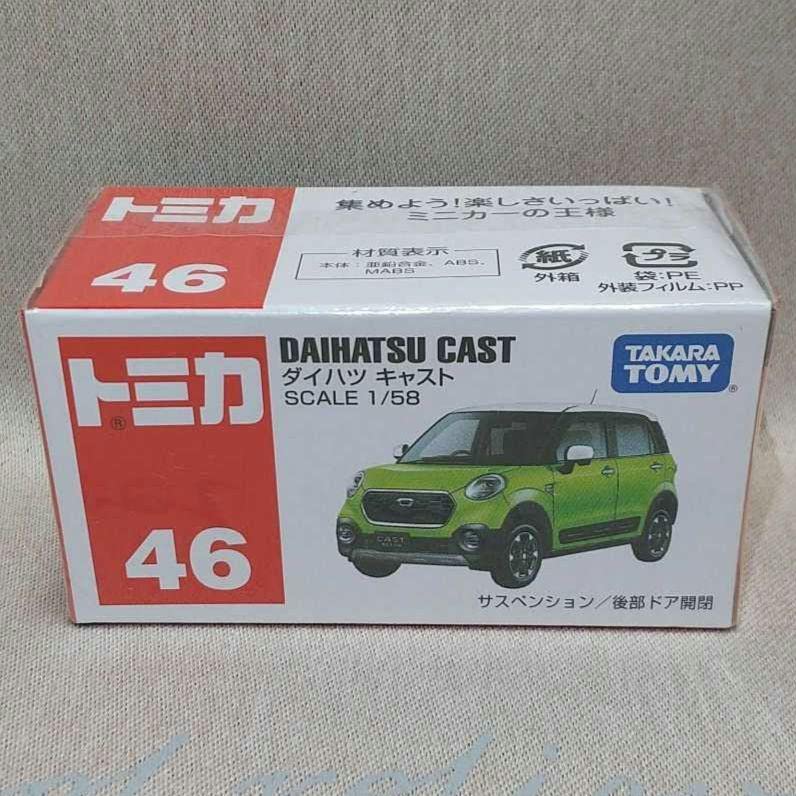 トミカ
46
集めよう!楽しさいっぱい!
ミニカーの王様
材質表示
本体:亜鉛合金、ABS、
MABS
紙
外箱
プラ
袋:PE
外装フィルム:PP
トミカ®
46
DAIHATSU CAST
ダイハツ キャスト
SCALE 1/58
TAKARA
TOMY®
CAST
サスペンション/後部ドア開閉